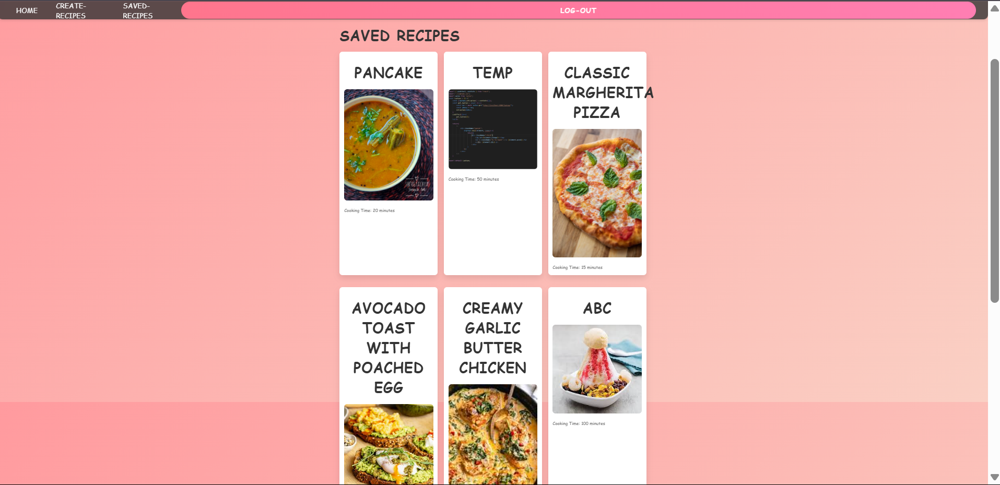 HOME
CREATE-
RECIPES
SAVED-
RECIPES
LOG-OUT
SAVED RECIPES
PANCAKE
SHIVGYACHYA
Cooking Time: 20 minutes
TEMP
Cooking Time: 50 minutes
CLASSIC
MARGHERITA
PIZZA
Cooking Time: 15 minutes
AVOCADO
TOAST
WITH
POACHED
EGG
CREAMY
GARLIC
BUTTER
CHICKEN
ABC
Cooking Time: 100 minutes